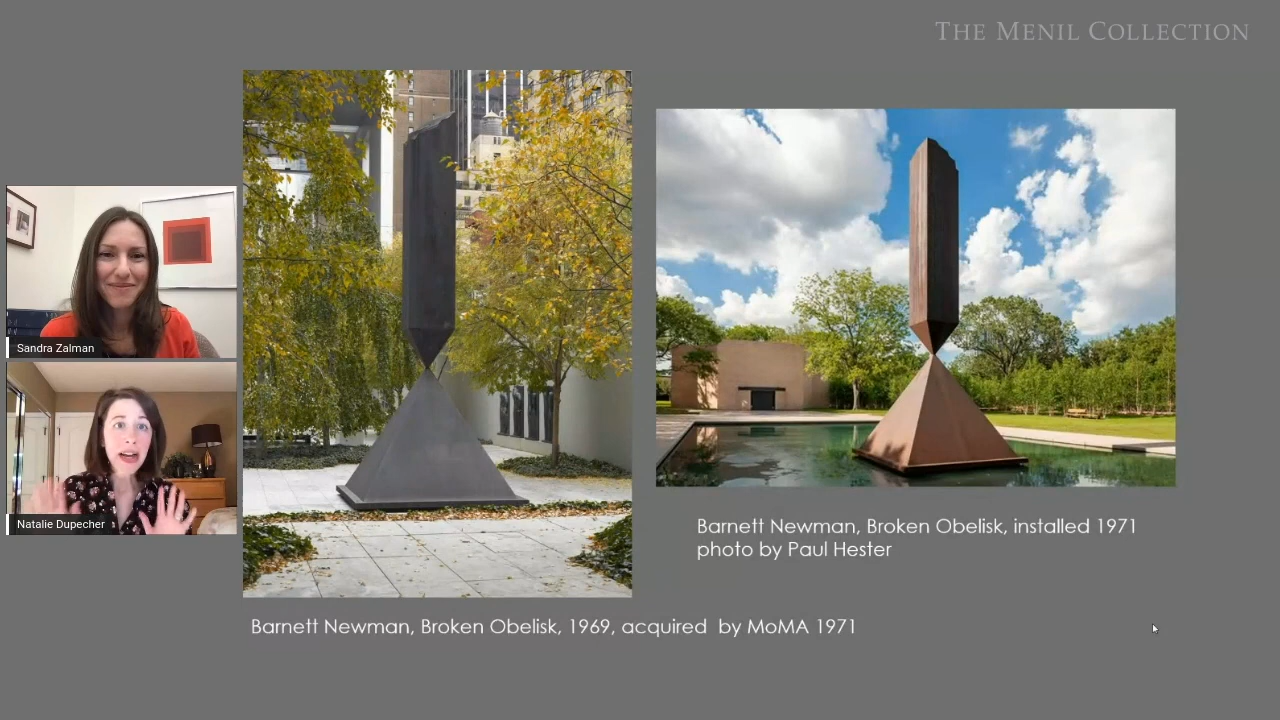 THE MENIL COLLECTION
Sandra Zalman
Natalie Dupecher
Barnett Newman, Broken Obelisk, installed 1971
photo by Paul Hester
Barnett Newman, Broken Obelisk, 1969, acquired by MoMA 1971